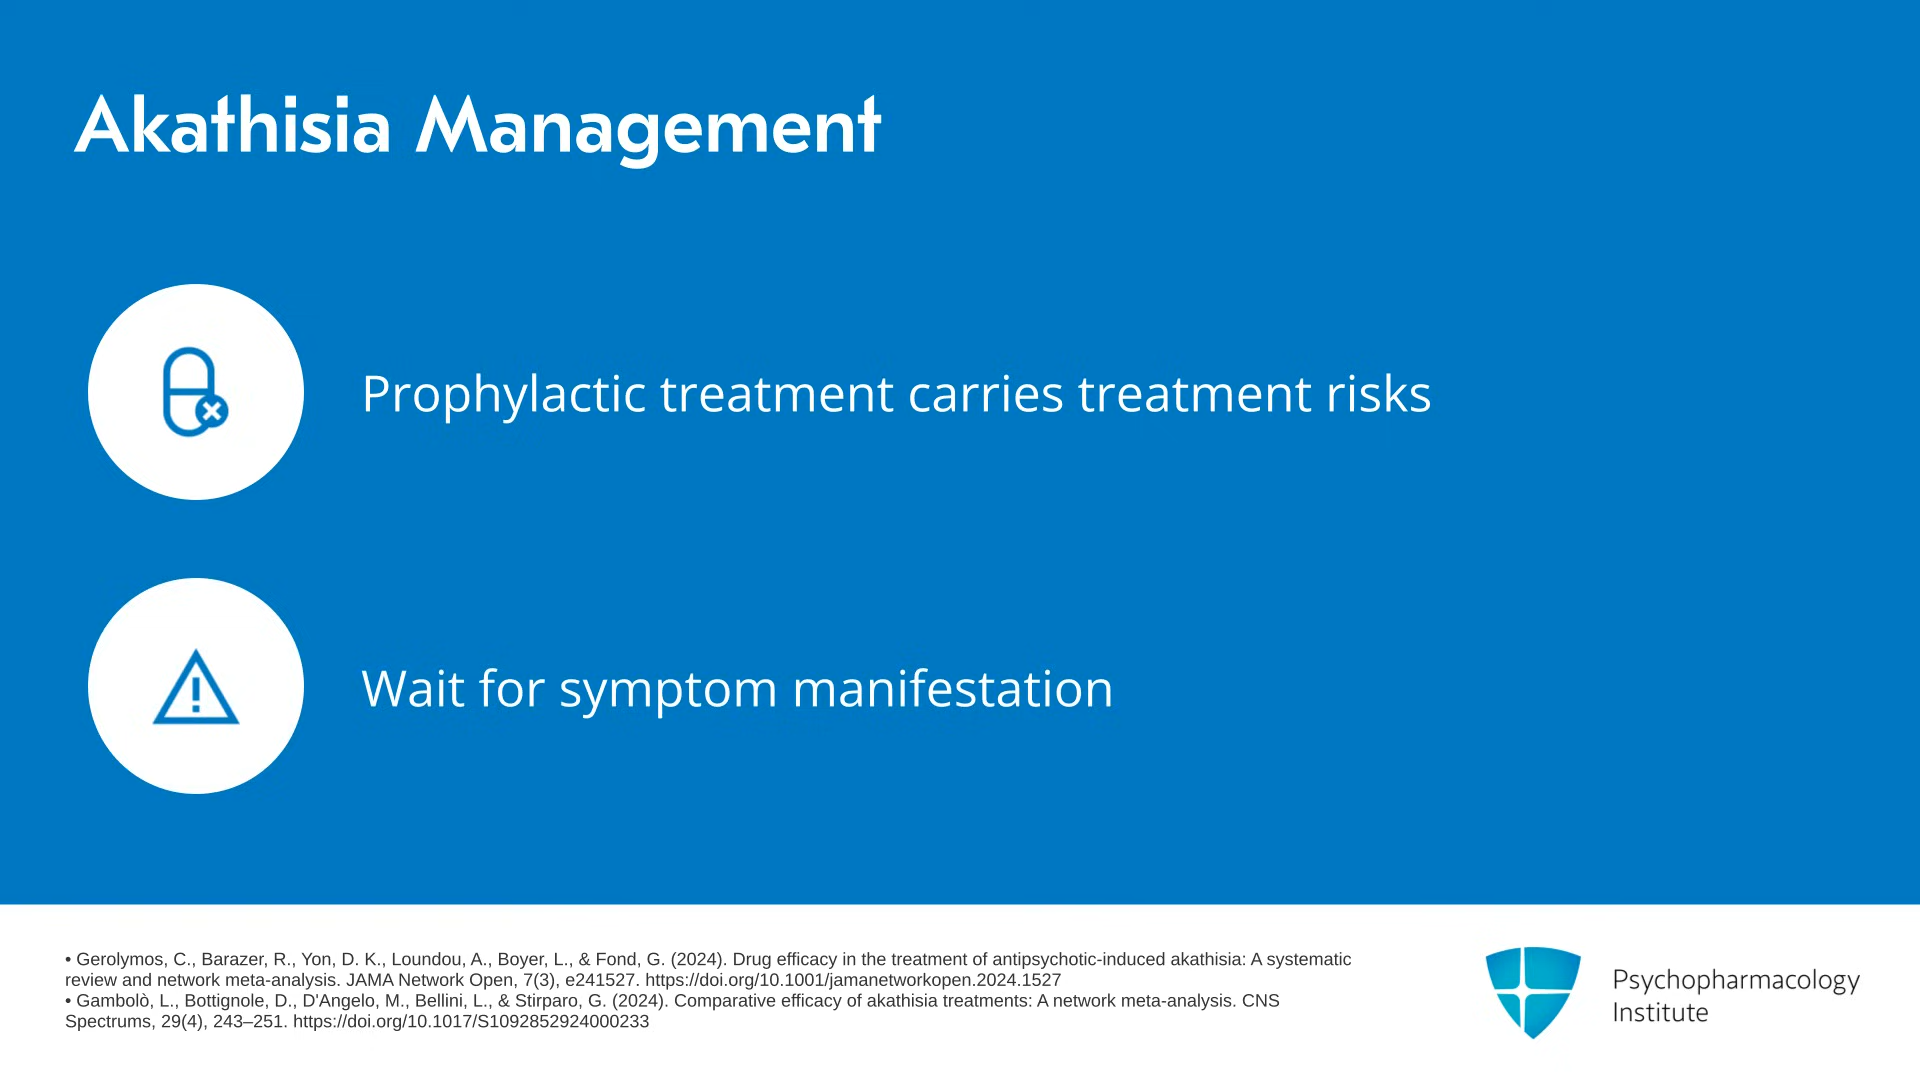 Akathisia Management
Prophylactic treatment carries treatment risks
Wait for symptom manifestation
• Gerolymos, C., Barazer, R., Yon, D. K., Loundou, A., Boyer, L., & Fond, G. (2024). Drug efficacy in the treatment of antipsychotic-induced akathisia: A systematic
review and network meta-analysis. JAMA Network Open, 7(3), e241527. https://doi.org/10.1001/jamanetworkopen.2024.1527
• Gambolò, L., Bottignole, D., D'Angelo, M., Bellini, L., & Stirparo, G. (2024). Comparative efficacy of akathisia treatments: A network meta-analysis. CNS
Spectrums, 29(4), 243–251. https://doi.org/10.1017/S1092852924000233
Psychopharmacology
Institute